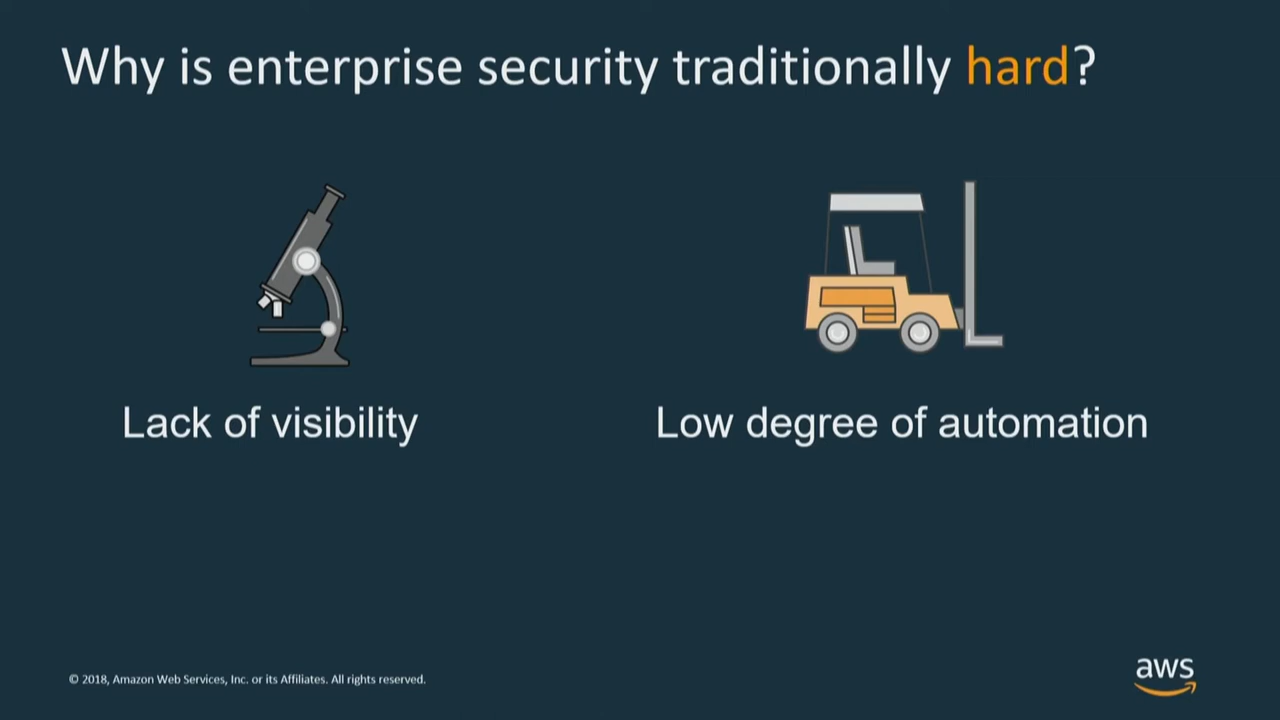 Why is enterprise security traditionally hard?
Lack of visibility
Low degree of automation
© 2018, Amazon Web Services, Inc. or its Affiliates. All rights reserved.
aws